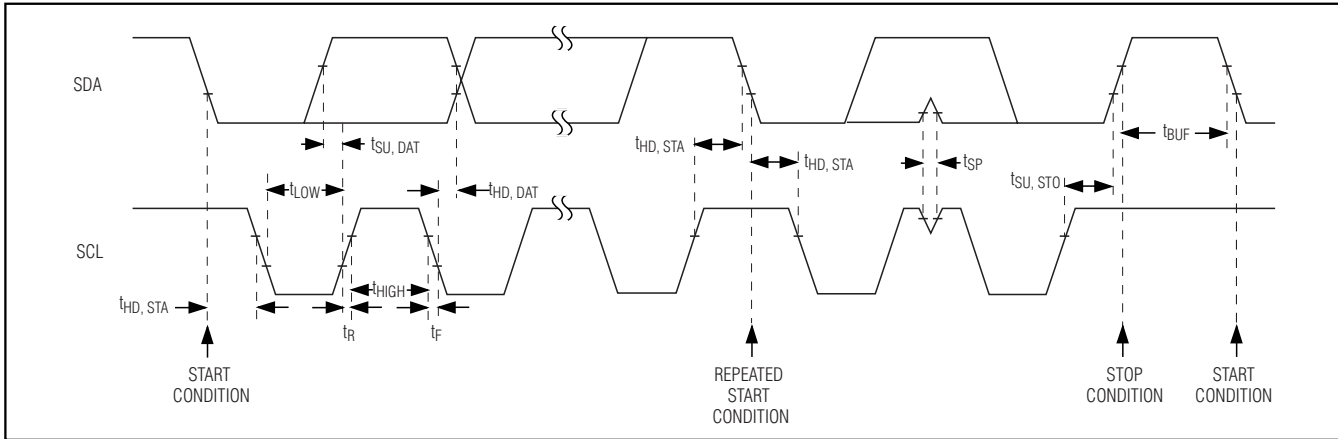 SDA
tSU, DAT
tHD, STA
tHD, STA
tSP
tBUF
tSU, STO
tLOW
tHD, DAT
SCL
tHD, STA
tHIGH
tR
tF
START
CONDITION
REPEATED
START
CONDITION
STOP
CONDITION
START
CONDITION